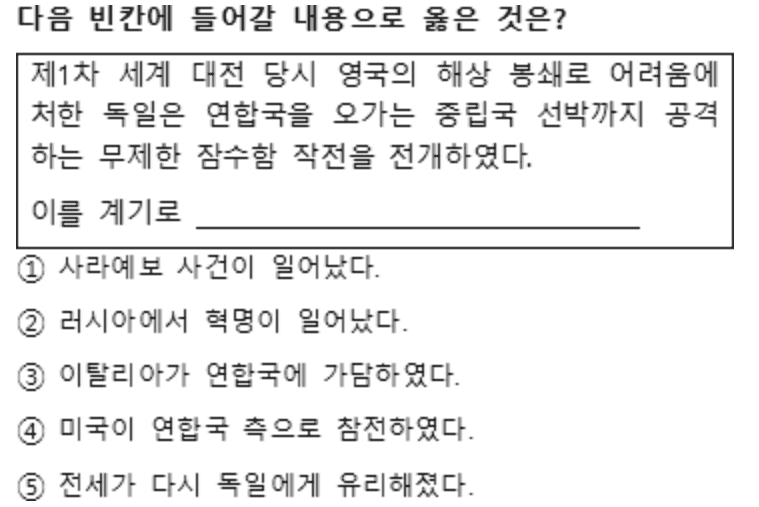 다음 빈칸에 들어갈 내용으로 옳은 것은?
제1차 세계 대전 당시 영국의 해상 봉쇄로 어려움에
처한 독일은 연합국을 오가는 중립국 선박까지 공격
하는 무제한 잠수함 작전을 전개하였다.
이를 계기로 ____________________
① 사라예보 사건이 일어났다.
② 러시아에서 혁명이 일어났다.
③ 이탈리아가 연합국에 가담하였다.
④ 미국이 연합국 측으로 참전하였다.
⑤ 전세가 다시 독일에게 유리해졌다.